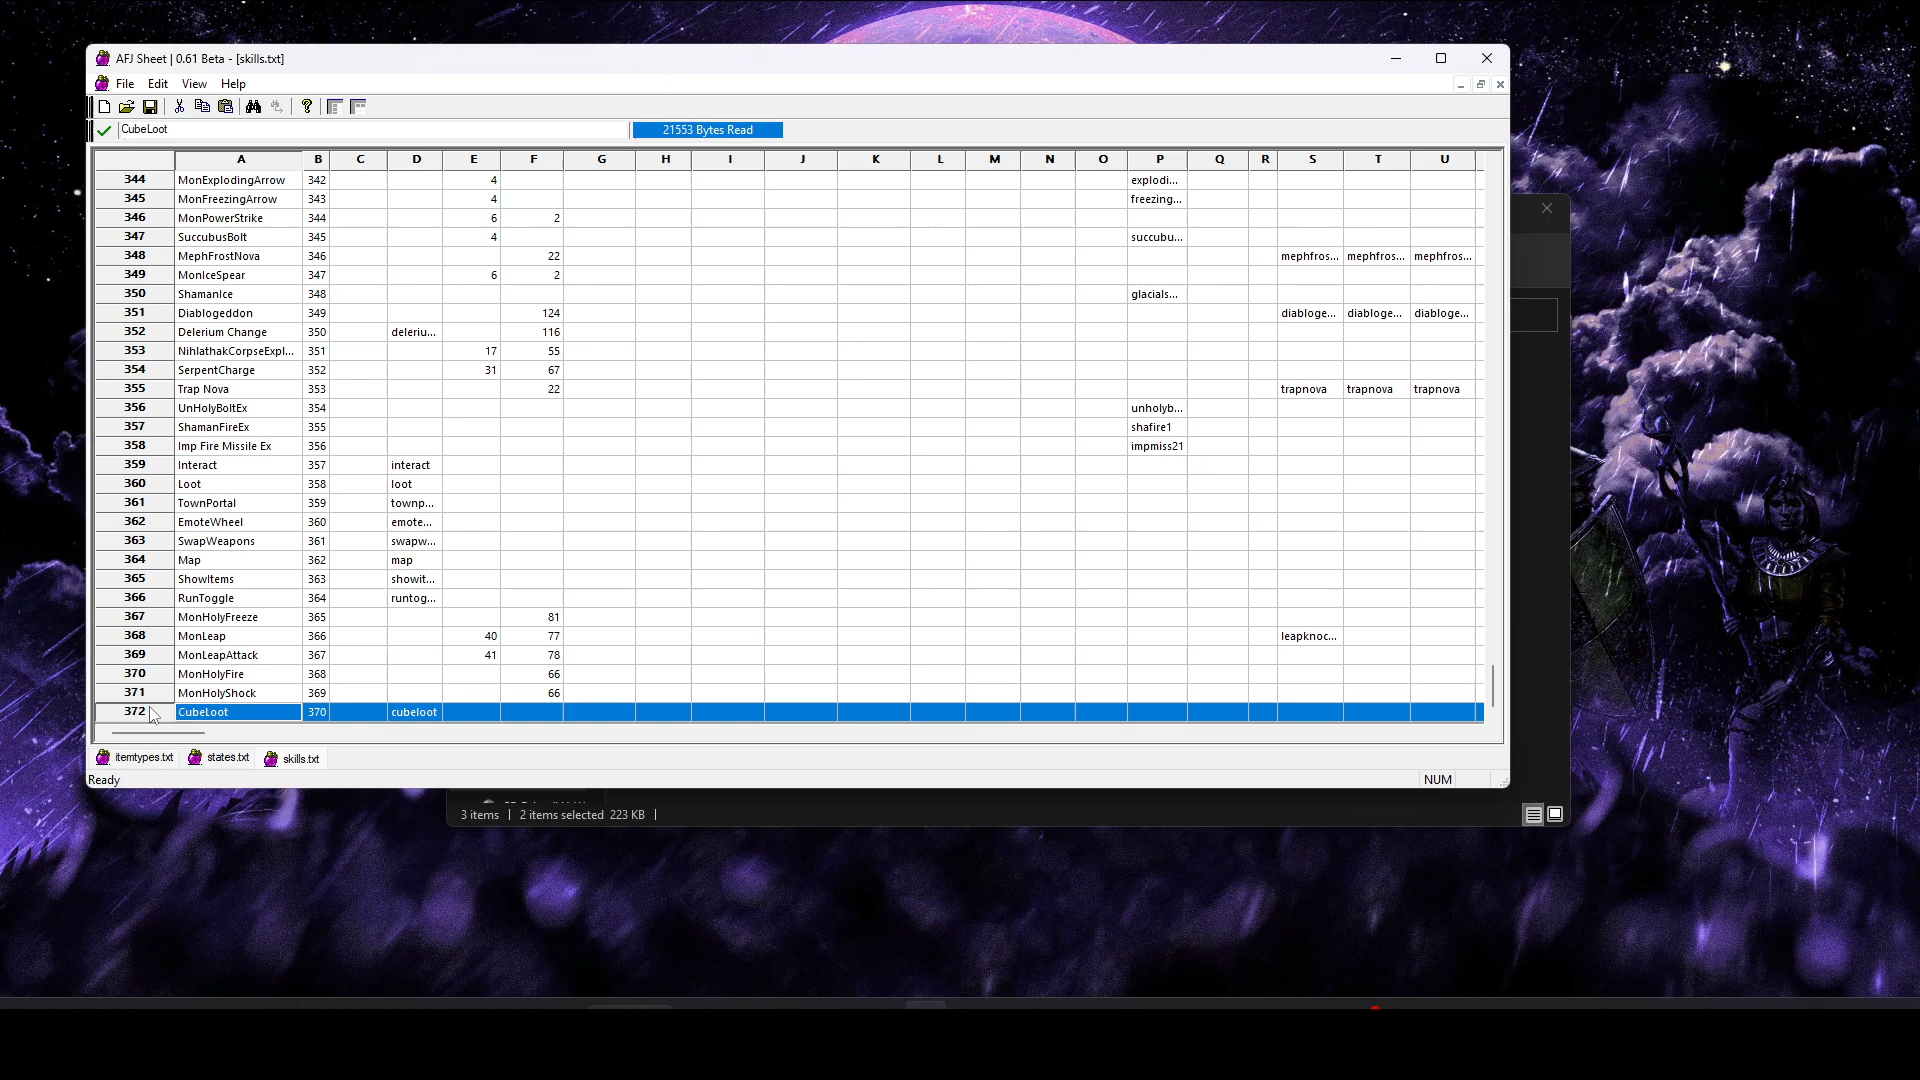 AFJ Sheet | 0.61 Beta - [skills.txt]
File Edit View Help
CubeLoot 21553 Bytes Read
A B C D E F G H I J K L M N O P Q R S T U
344 MonExplodingArrow 342 4 explodi...
345 MonFreezingArrow 343 4 freezing...
346 MonPowerStrike 344 6 2
347 SuccubusBolt 345 4 succubu...
348 MephFrostNova 346 22 mephfros... mephfros... mephfros...
349 MonIceSpear 347 6 2
350 ShamanIce 348 glacials...
351 Diablogeddon 349 124 diabloge... diabloge... diabloge...
352 Delerium Change 350 deleriu... 116
353 NihlathakCorpseExpl... 351 17 55
354 SerpentCharge 352 31 67
355 Trap Nova 353 22 trapnova trapnova trapnova
356 UnHolyBoltEx 354 unholyb...
357 ShamanFireEx 355 shafire1
358 Imp Fire Missile Ex 356 impmiss21
359 Interact 357 interact
360 Loot 358 loot
361 TownPortal 359 townp...
362 EmoteWheel 360 emote...
363 SwapWeapons 361 swapw...
364 Map 362 map
365 ShowItems 363 showit...
366 RunToggle 364 runtog...
367 MonHolyFreeze 365 81
368 MonLeap 366 40 77 leapknoc...
369 MonLeapAttack 367 41 78
370 MonHolyFire 368 66
371 MonHolyShock 369 66
372 CubeLoot 370 cubeloot
itemtypes.txt states.txt skills.txt
Ready NUM
3 items | 2 items selected 223 KB |